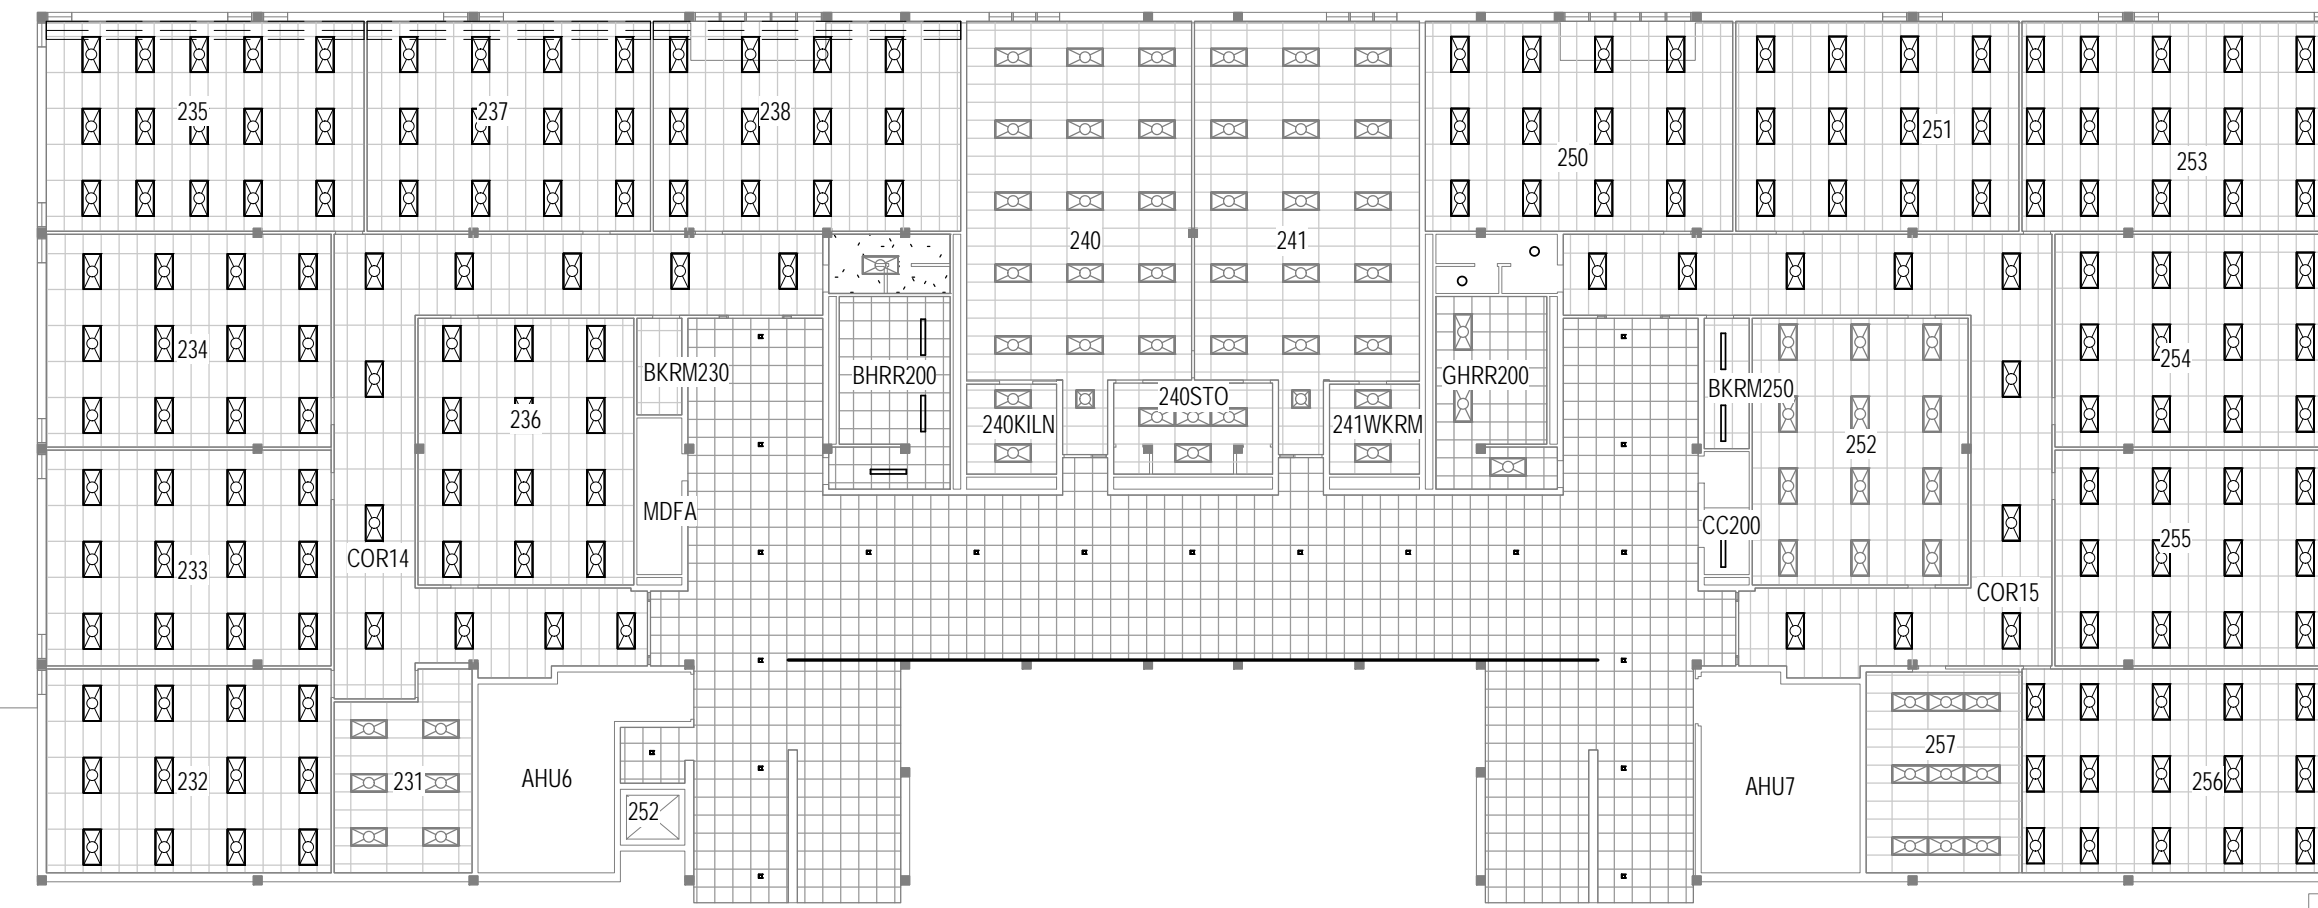 235
237
238
240
241
250
251
253
234
236
BKRM230
BHRR200
240KILN
240STO
241WKRM
GHRR200
BKRM250
252
254
MDFA
CC200
255
233
COR14
COR15
232
231
AHU6
252
AHU7
257
256